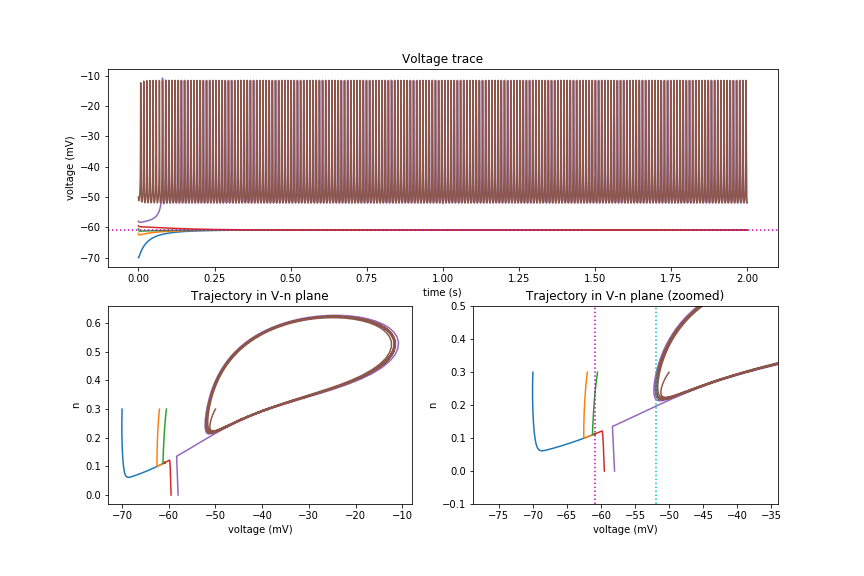 Voltage trace
−10
−20
−30
−40
−50
−60
−70
voltage (mV)
0.00 0.25 0.50 0.75 1.00 1.25 1.50 1.75 2.00
time (s)
Trajectory in V-n plane
0.6
0.5
0.4
0.3
0.2
0.1
0.0
n
−70 −60 −50 −40 −30 −20 −10
voltage (mV)
Trajectory in V-n plane (zoomed)
0.5
0.4
0.3
0.2
0.1
0.0
−0.1
n
−75 −70 −65 −60 −55 −50 −45 −40 −35
voltage (mV)